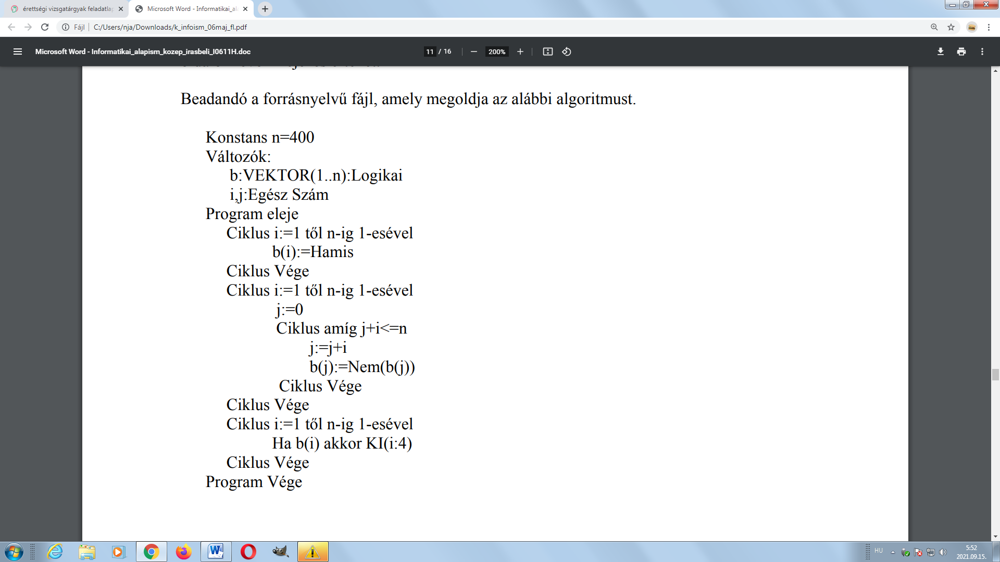 érettségi vizsgatárgyak feladatlap
Microsoft Word - Informatikai_al
Fájl
C:/Users/nja/Downloads/k_infoism_06maj_fl.pdf
Microsoft Word - Informatikai_alapism_kozep_irasbeli_I0611H.doc
11 / 16
200%
Beadandó a forrásnyelvű fájl, amely megoldja az alábbi algoritmust.
Konstans n=400
Változók:
b:VEKTOR(1..n):Logikai
i,j:Egész Szám
Program eleje
Ciklus i:=1 től n-ig 1-esével
b(i):=Hamis
Ciklus Vége
Ciklus i:=1 től n-ig 1-esével
j:=0
Ciklus amíg j+i<=n
j:=j+i
b(j):=Nem(b(j))
Ciklus Vége
Ciklus Vége
Ciklus i:=1 től n-ig 1-esével
Ha b(i) akkor KI(i:4)
Ciklus Vége
Program Vége
HU
5:52
2021.09.15.